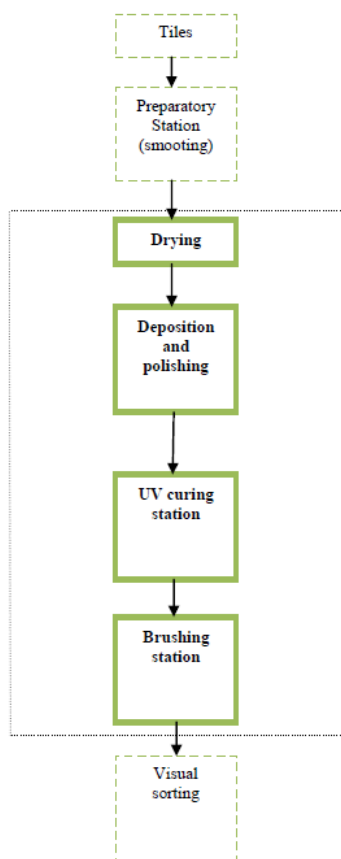 Tiles
Preparatory
Station
(smooting)
Drying
Deposition
and
polishing
UV curing
station
Brushing
station
Visual
sorting